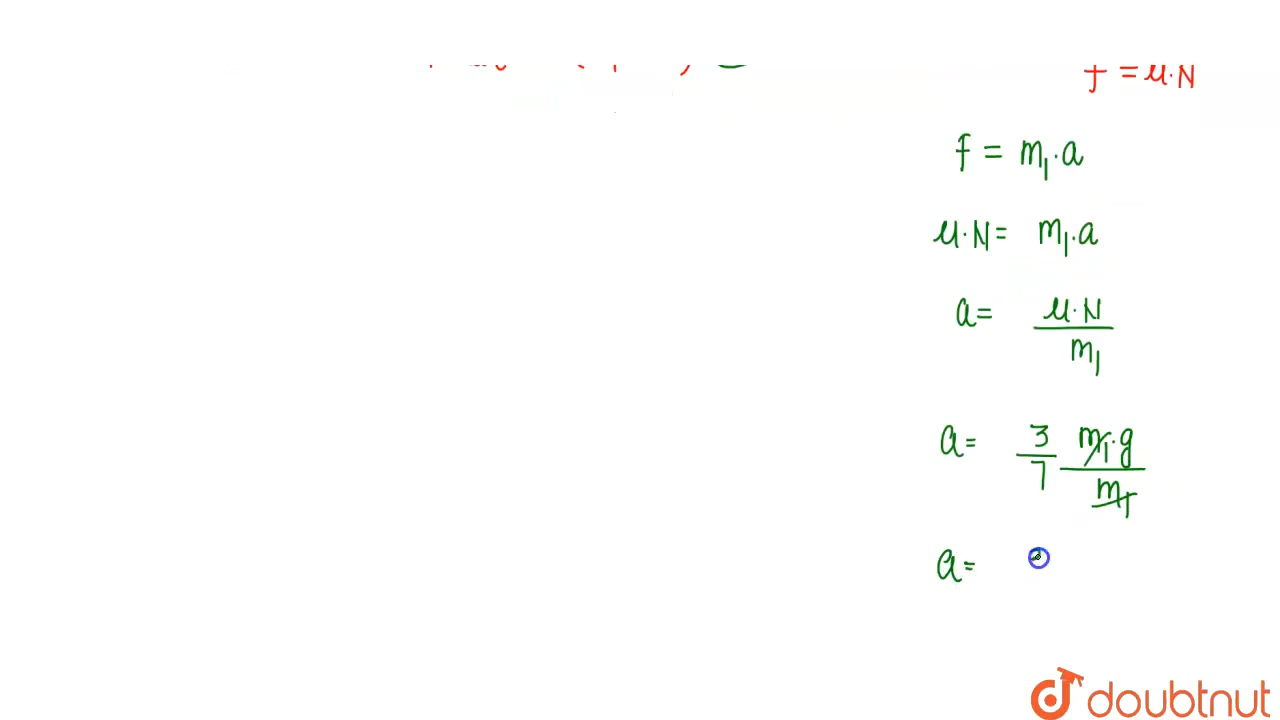 f = μ·N
f = m₁·a
μ·N = m₁·a
a = μ·N / m₁
a = 3/7 m₁·g / m₁
a =
doubtnut